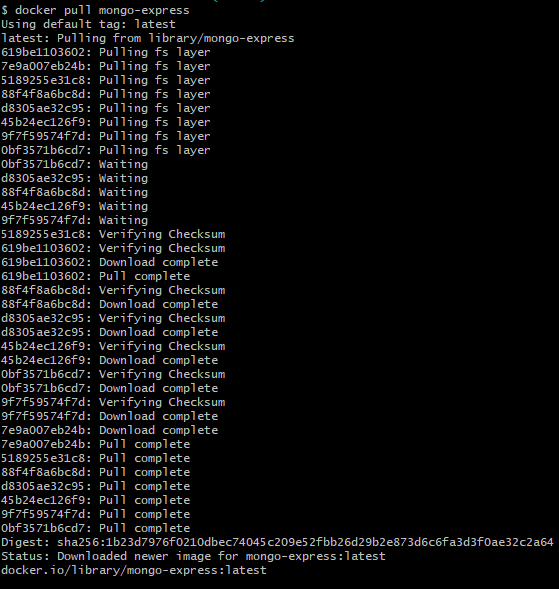 $ docker pull mongo-express
Using default tag: latest
latest: Pulling from library/mongo-express
619be1103602: Pulling fs layer
7e9a007eb24b: Pulling fs layer
5189255e31c8: Pulling fs layer
88f4f8a6bc8d: Pulling fs layer
d8305ae32c95: Pulling fs layer
45b24ec126f9: Pulling fs layer
9f7f59574f7d: Pulling fs layer
0bf3571b6cd7: Pulling fs layer
0bf3571b6cd7: Waiting
d8305ae32c95: Waiting
88f4f8a6bc8d: Waiting
45b24ec126f9: Waiting
9f7f59574f7d: Waiting
5189255e31c8: Verifying Checksum
619be1103602: Verifying Checksum
619be1103602: Download complete
619be1103602: Pull complete
88f4f8a6bc8d: Verifying Checksum
88f4f8a6bc8d: Download complete
d8305ae32c95: Verifying Checksum
d8305ae32c95: Download complete
45b24ec126f9: Verifying Checksum
45b24ec126f9: Download complete
0bf3571b6cd7: Verifying Checksum
0bf3571b6cd7: Download complete
9f7f59574f7d: Verifying Checksum
9f7f59574f7d: Download complete
7e9a007eb24b: Download complete
7e9a007eb24b: Pull complete
5189255e31c8: Pull complete
88f4f8a6bc8d: Pull complete
d8305ae32c95: Pull complete
45b24ec126f9: Pull complete
9f7f59574f7d: Pull complete
0bf3571b6cd7: Pull complete
Digest: sha256:1b23d7976f0210dbec74045c209e52fbb26d29b2e873d6c6fa3d3f0ae32c2a64
Status: Downloaded newer image for mongo-express:latest
docker.io/library/mongo-express:latest